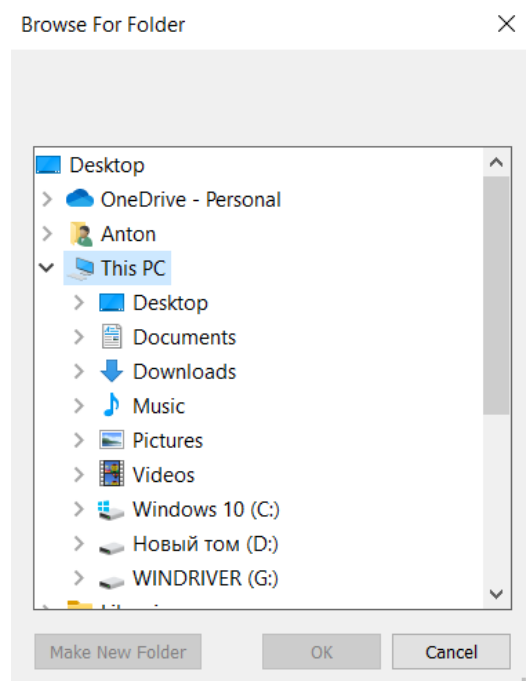 Browse For Folder
Desktop
OneDrive - Personal
Anton
This PC
Desktop
Documents
Downloads
Music
Pictures
Videos
Windows 10 (C:)
Новый том (D:)
WINDRIVER (G:)
Make New Folder
OK
Cancel